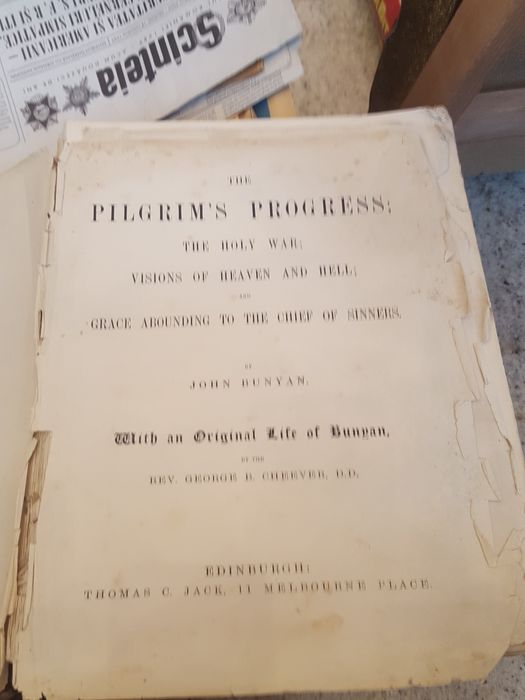 Scînteia
THE
PILGRIM'S PROGRESS;
THE HOLY WAR;
VISIONS OF HEAVEN AND HELL;
AND
GRACE ABOUNDING TO THE CHIEF OF SINNERS.
BY
JOHN BUNYAN,
With an Original Life of Bunyan,
BY THE
REV. GEORGE B. CHEEVER, D.D.
EDINBURGH:
THOMAS C. JACK, 11 MELBOURNE PLACE.